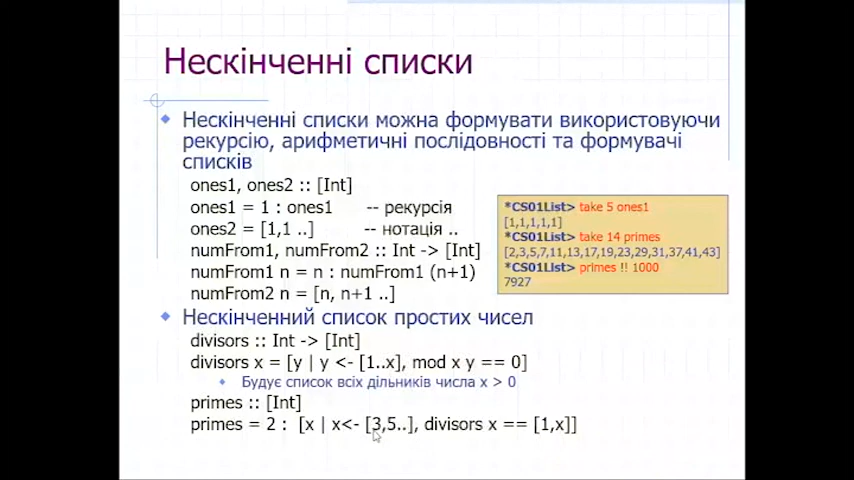 Нескінченні списки
Нескінченні списки можна формувати використовуючи
рекурсію, арифметичні послідовності та формувачі
списків
ones1, ones2 :: [Int]
ones1 = 1 : ones1 -- рекурсія
ones2 = [1,1 ..] -- нотація ..
numFrom1, numFrom2 :: Int -> [Int]
numFrom1 n = n : numFrom1 (n+1)
numFrom2 n = [n, n+1 ..]
*CS01List> take 5 ones1
[1,1,1,1,1]
*CS01List> take 14 primes
[2,3,5,7,11,13,17,19,23,29,31,37,41,43]
*CS01List> primes !! 1000
7927
Нескінченний список простих чисел
divisors :: Int -> [Int]
divisors x = [y | y <- [1..x], mod x y == 0]
Будує список всіх дільників числа x > 0
primes :: [Int]
primes = 2 : [x | x<- [3,5..], divisors x == [1,x]]